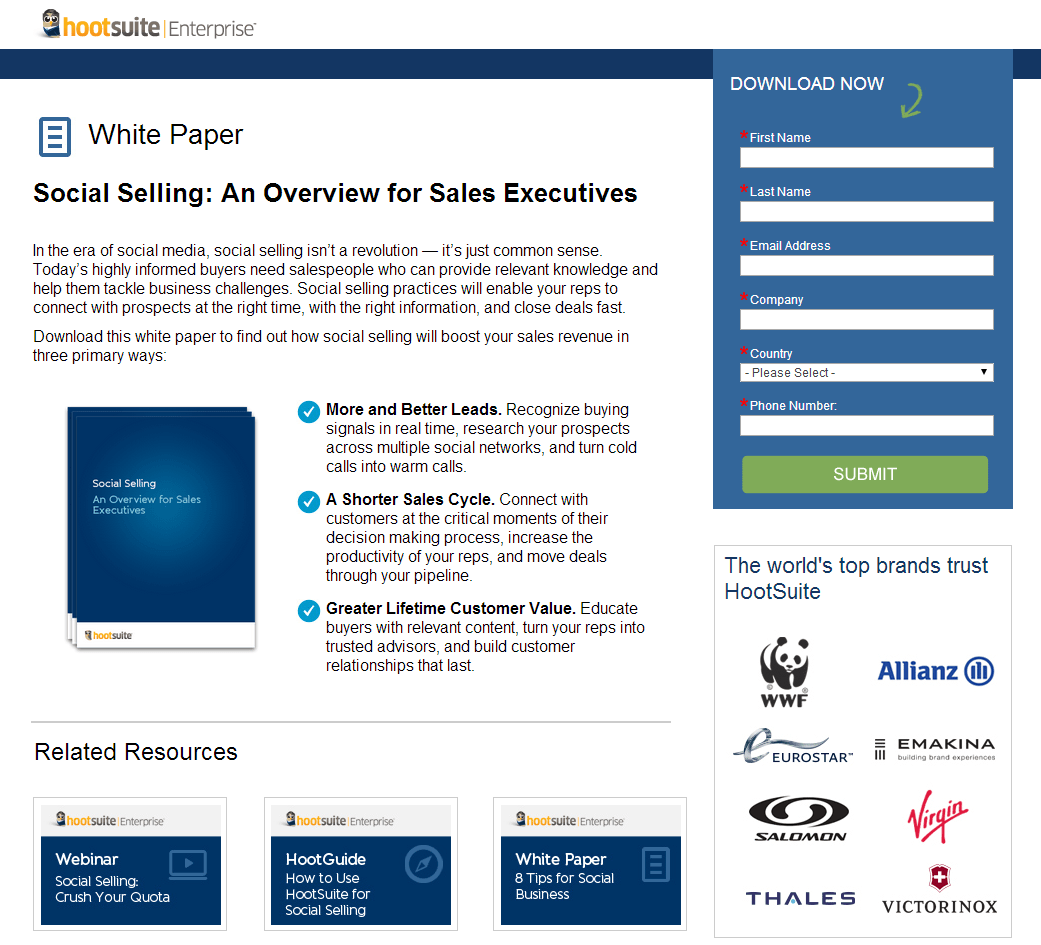 hootsuite | Enterprise™
White Paper
Social Selling: An Overview for Sales Executives
In the era of social media, social selling isn't a revolution — it's just common sense.
Today's highly informed buyers need salespeople who can provide relevant knowledge and
help them tackle business challenges. Social selling practices will enable your reps to
connect with prospects at the right time, with the right information, and close deals fast.
Download this white paper to find out how social selling will boost your sales revenue in
three primary ways:
Social Selling
An Overview for Sales
Executives
hootsuite
More and Better Leads. Recognize buying
signals in real time, research your prospects
across multiple social networks, and turn cold
calls into warm calls.
A Shorter Sales Cycle. Connect with
customers at the critical moments of their
decision making process, increase the
productivity of your reps, and move deals
through your pipeline.
Greater Lifetime Customer Value. Educate
buyers with relevant content, turn your reps into
trusted advisors, and build customer
relationships that last.
Related Resources
hootsuite | Enterprise™
Webinar
Social Selling:
Crush Your Quota
hootsuite | Enterprise™
HootGuide
How to Use
HootSuite for
Social Selling
hootsuite | Enterprise™
White Paper
8 Tips for Social
Business
DOWNLOAD NOW
*First Name
*Last Name
*Email Address
*Company
*Country
- Please Select -
*Phone Number:
SUBMIT
The world's top brands trust
HootSuite
WWF
®
Allianz
EUROSTAR™
EMAKINA
building brand experiences
SALOMON
Virgin
THALES
VICTORINOX